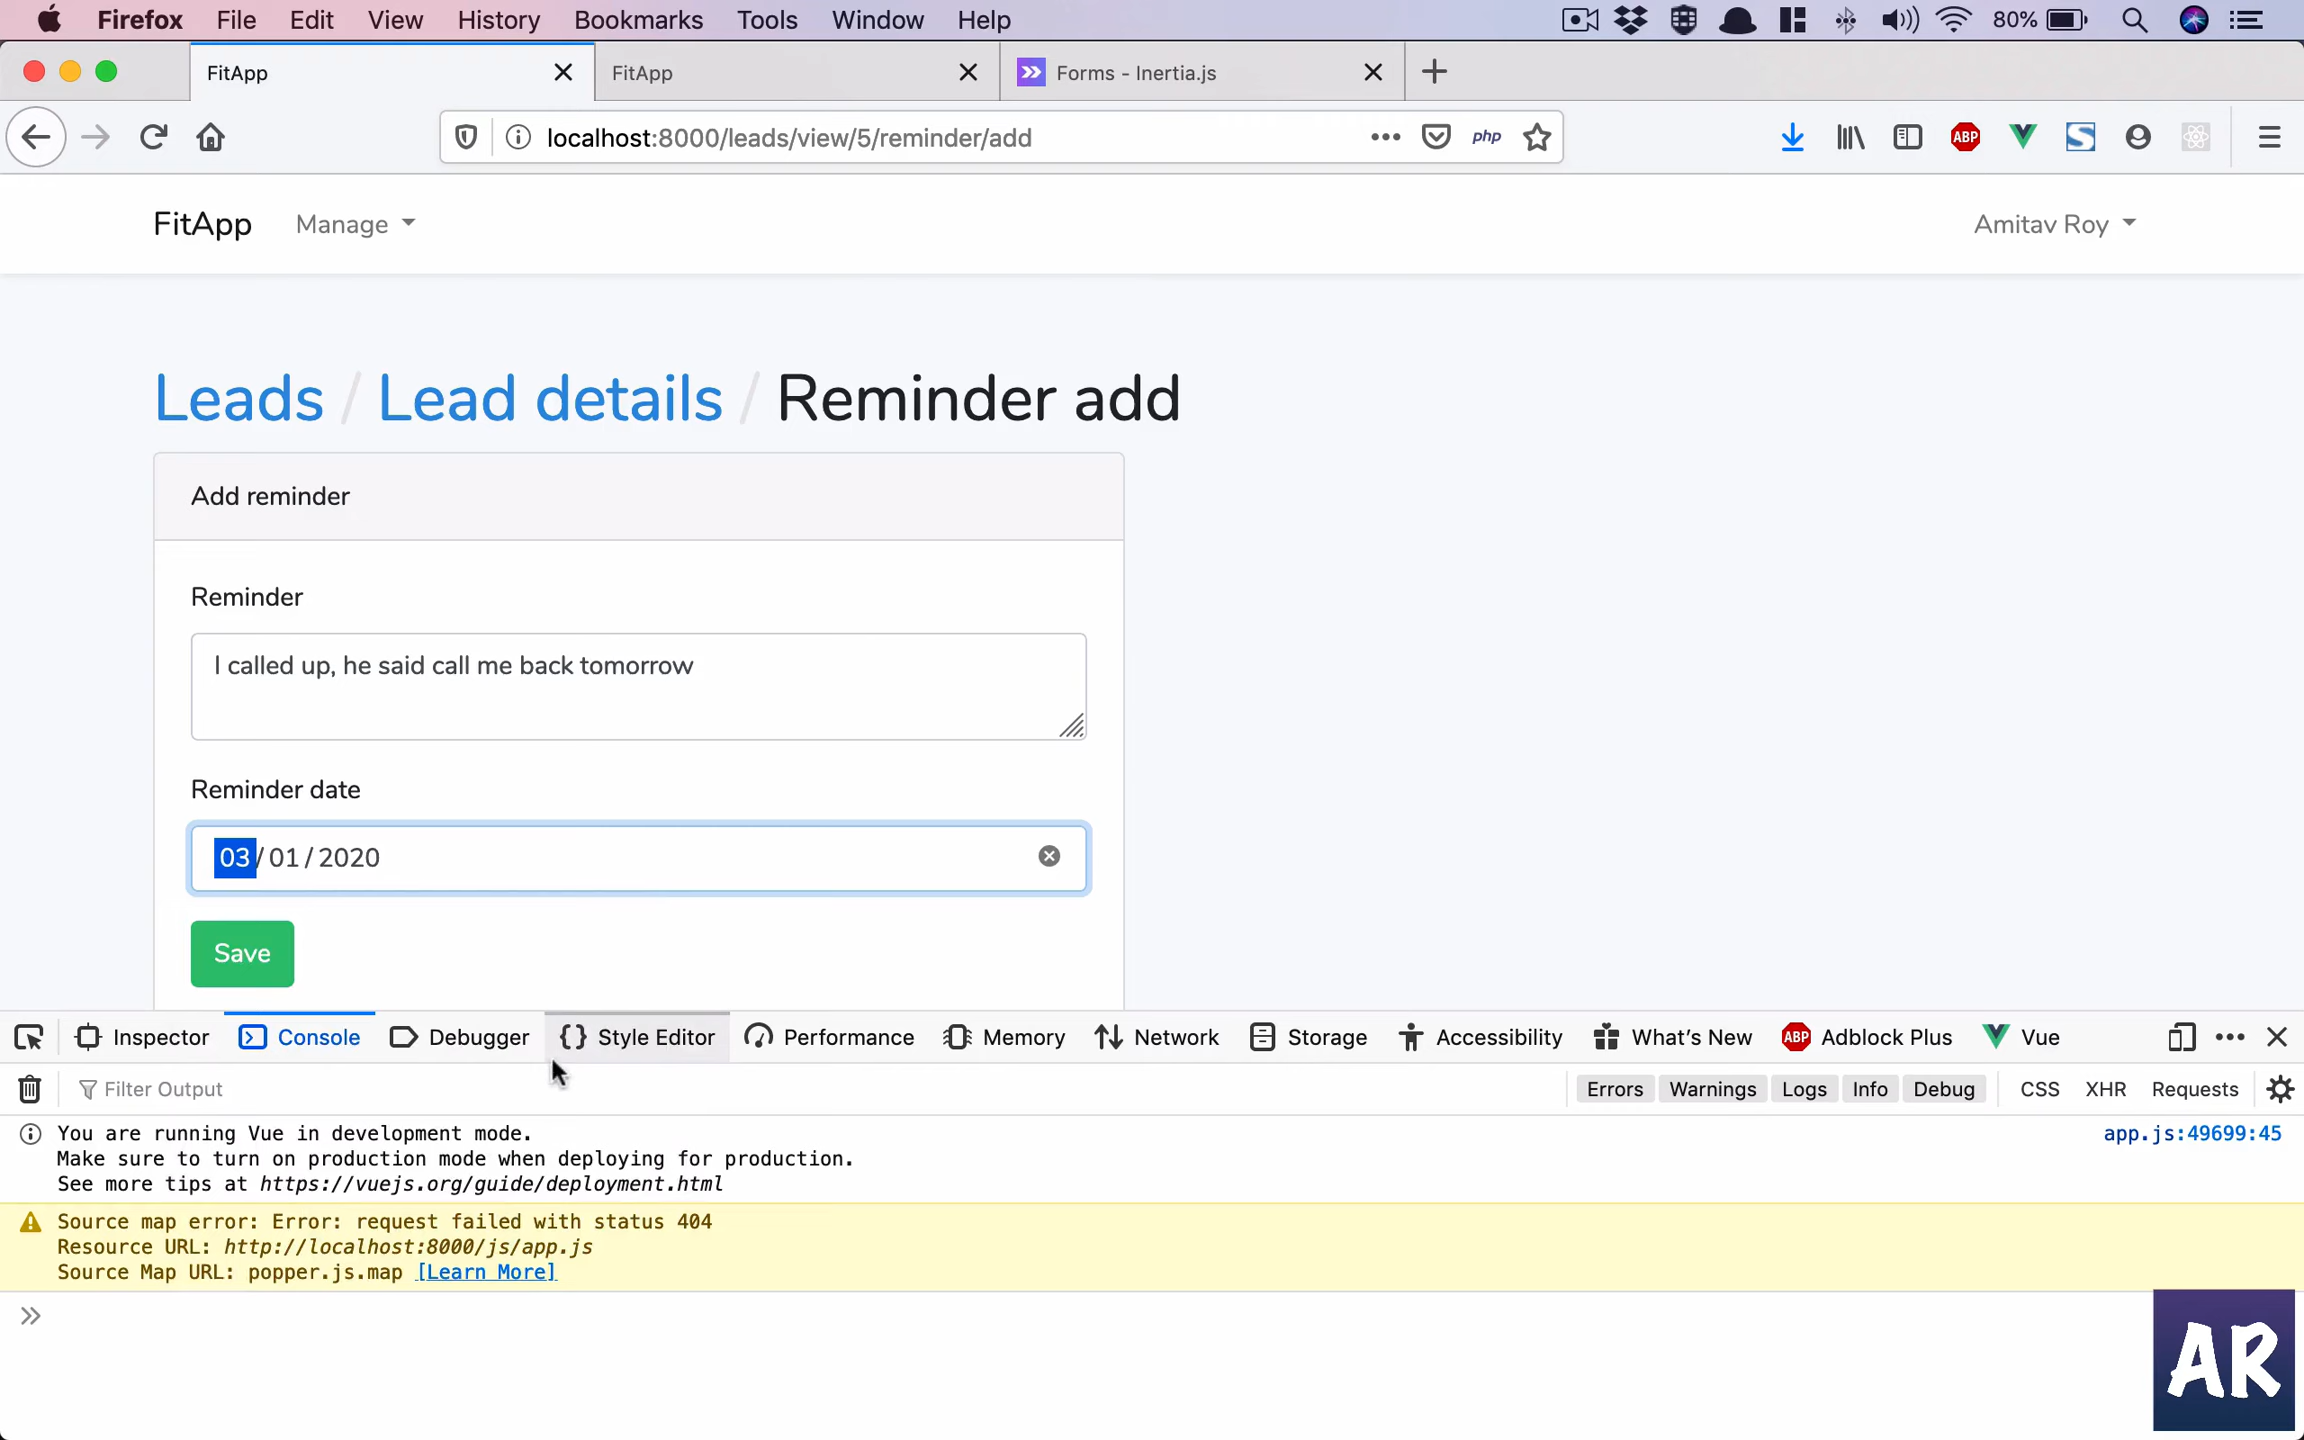 Firefox File Edit View History Bookmarks Tools Window Help 80%
FitApp FitApp Forms - Inertia.js
localhost:8000/leads/view/5/reminder/add php ABP
FitApp Manage Amitav Roy
Leads / Lead details / Reminder add
Add reminder
Reminder
I called up, he said call me back tomorrow
Reminder date
03/01/2020
Save
Inspector Console Debugger {} Style Editor Performance Memory Network Storage Accessibility What's New ABP Adblock Plus Vue
Filter Output Errors Warnings Logs Info Debug CSS XHR Requests
You are running Vue in development mode. app.js:49699:45
Make sure to turn on production mode when deploying for production.
See more tips at https://vuejs.org/guide/deployment.html
Source map error: Error: request failed with status 404
Resource URL: http://localhost:8000/js/app.js
Source Map URL: popper.js.map [Learn More]
AR